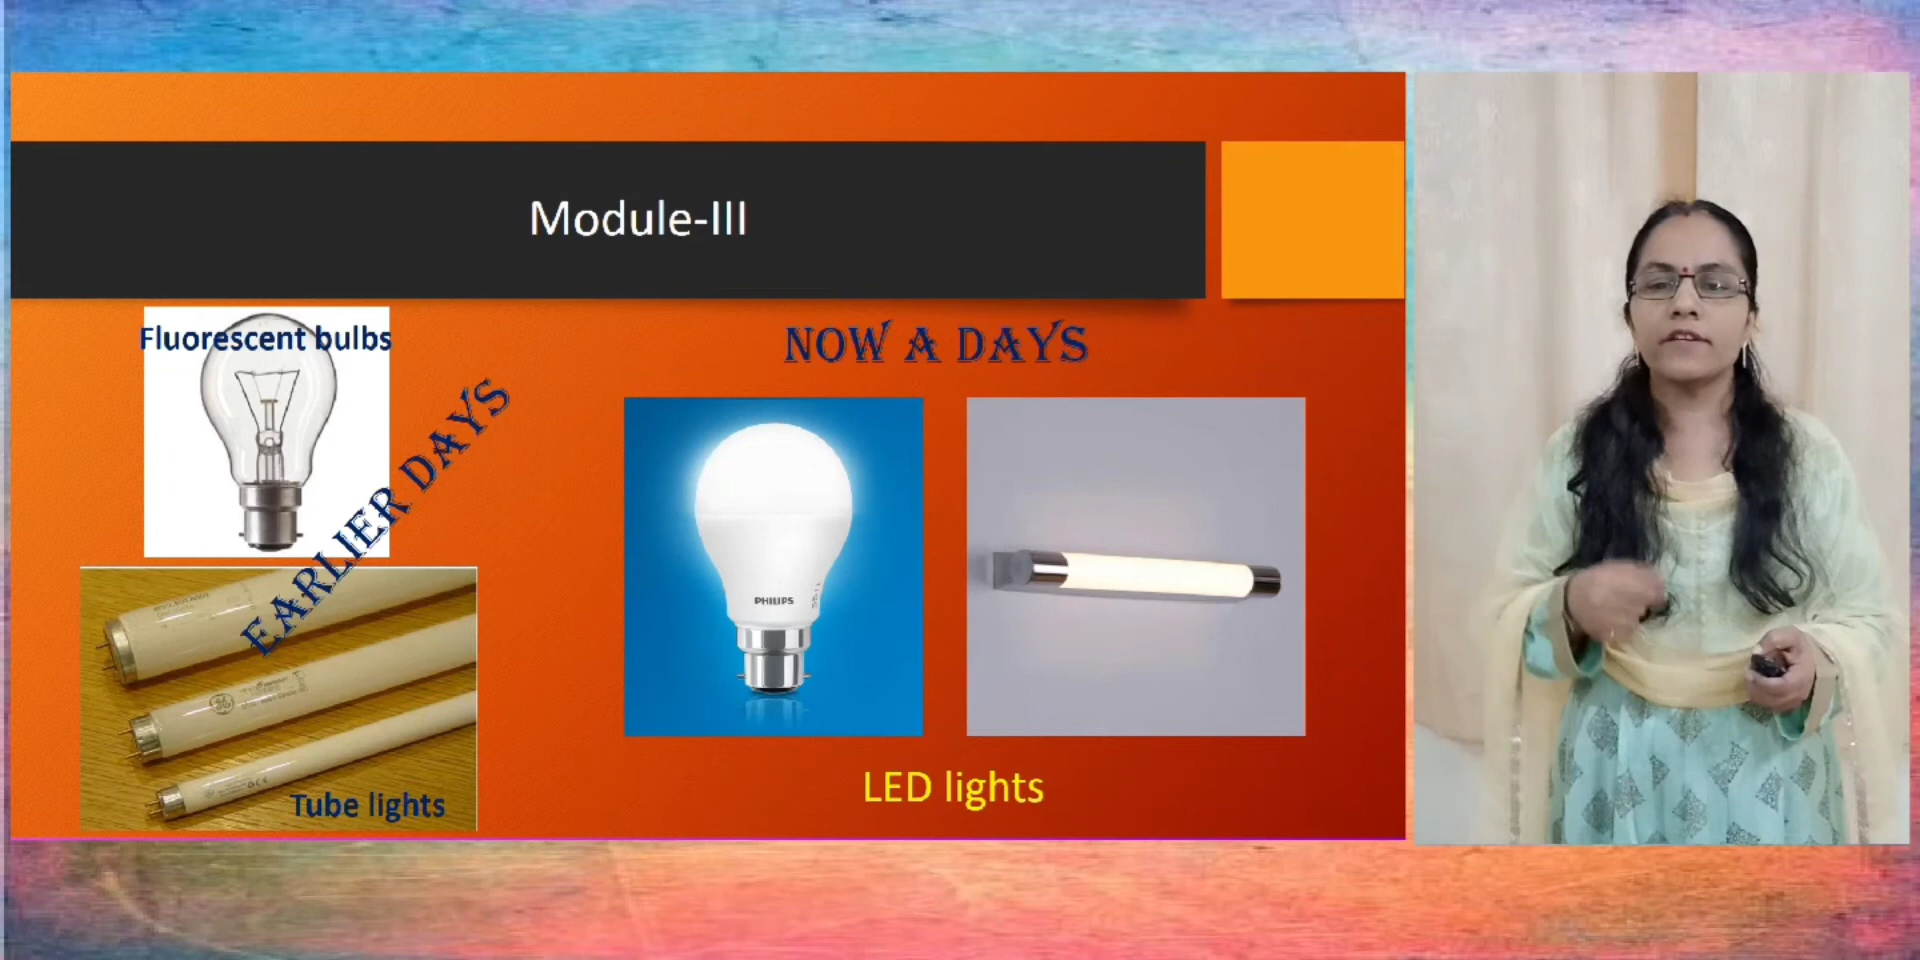 Module-III
Fluorescent bulbs
EARLIER DAYS
Tube lights
NOW A DAYS
PHILIPS
LED lights